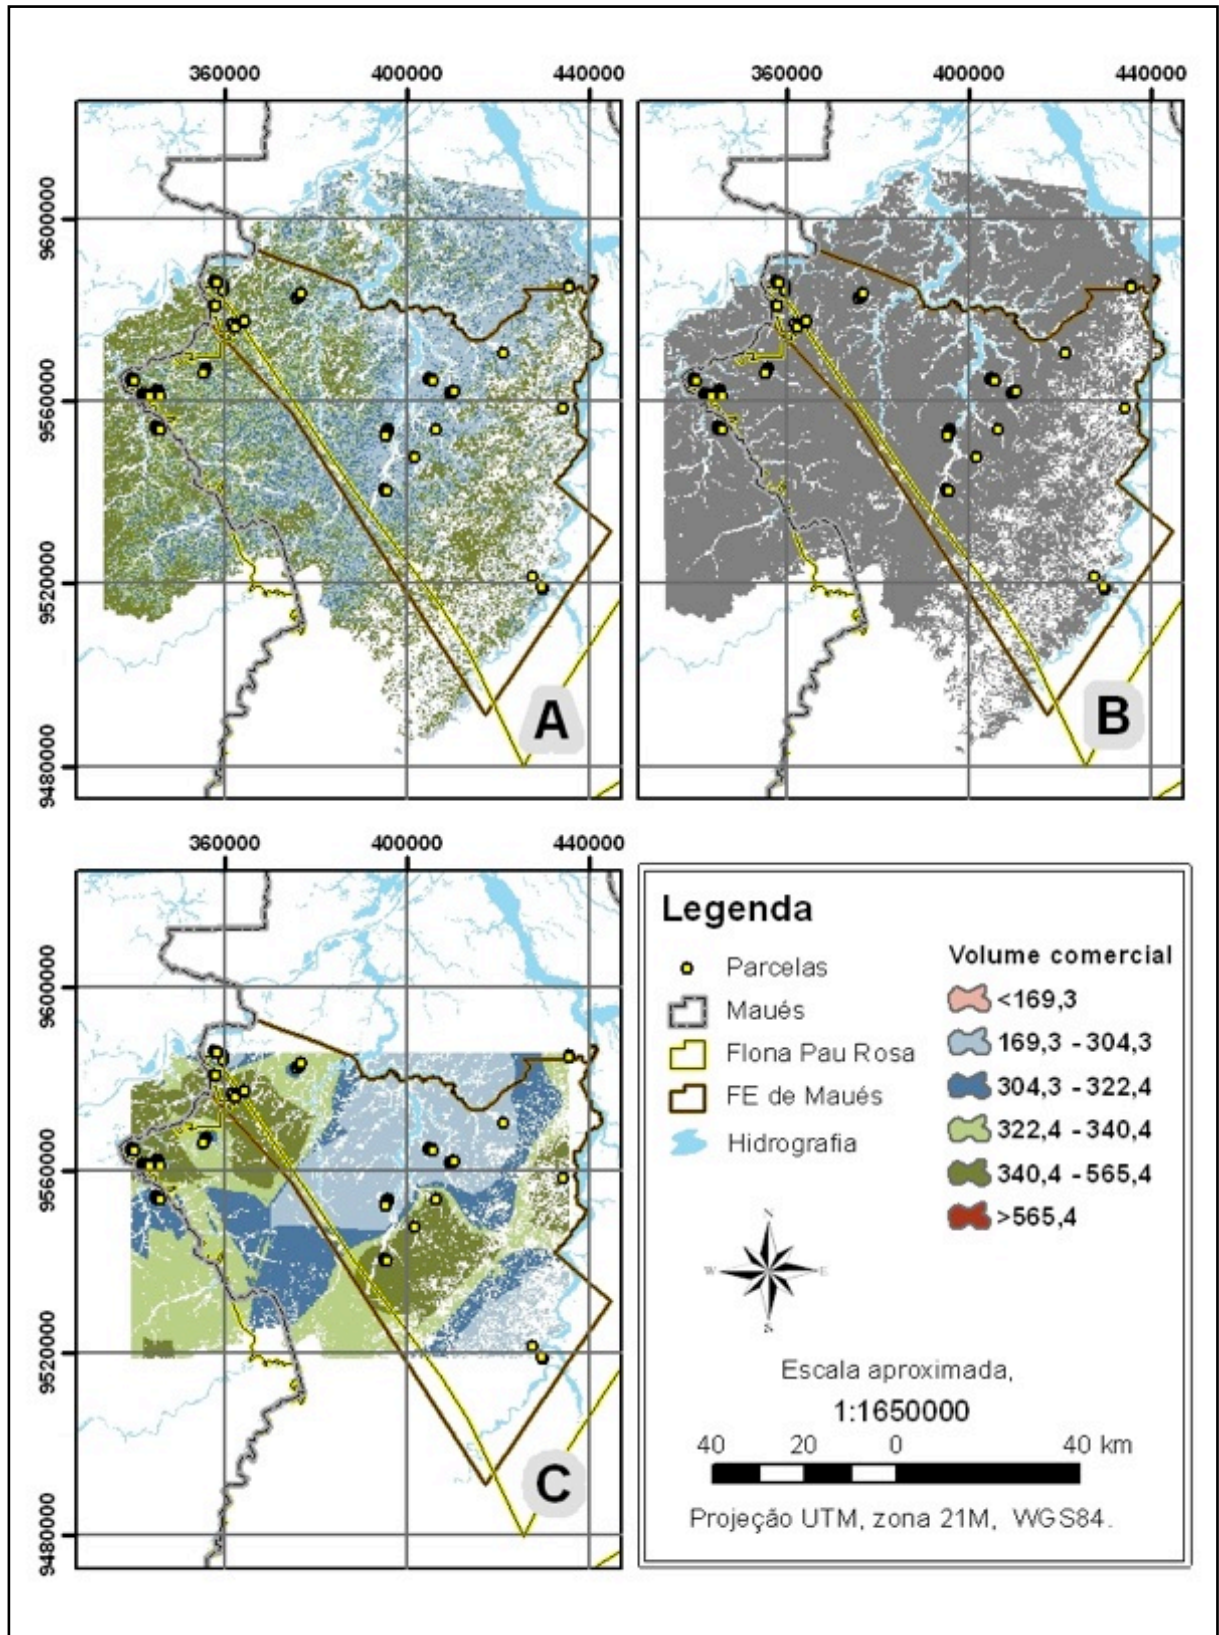 360000 400000 440000
360000 400000 440000
9600000
9560000
9520000
9480000
A
B
360000 400000 440000
9600000
9560000
9520000
9480000
C
Legenda
Parcelas
Maués
Flona Pau Rosa
FE de Maués
Hidrografia
Volume comercial
<169,3
169,3 - 304,3
304,3 - 322,4
322,4 - 340,4
340,4 - 565,4
>565,4
N
W E
S
Escala aproximada,
1:1650000
40 20 0 40 km
Projeção UTM, zona 21M, WGS84.